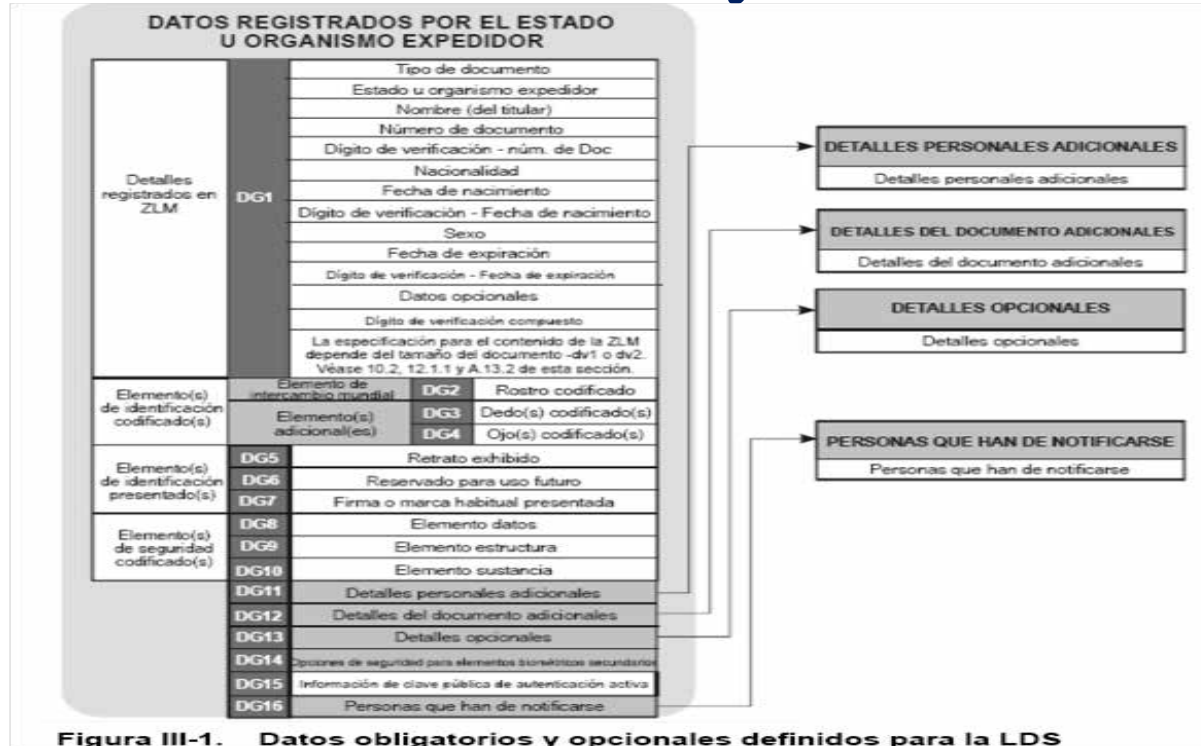 DATOS REGISTRADOS POR EL ESTADO
U ORGANISMO EXPEDIDOR
Detalles
registrados en
ZLM
DG1
Tipo de documento
Estado u organismo expedidor
Nombre (del titular)
Número de documento
Dígito de verificación - núm. de Doc
Nacionalidad
Fecha de nacimiento
Dígito de verificación - Fecha de nacimiento
Sexo
Fecha de expiración
Dígito de verificación - Fecha de expiración
Datos opcionales
Dígito de verificación compuesto
La especificación para el contenido de la ZLM
depende del tamaño del documento -dv1 o dv2.
Véase 10.2, 12.1.1 y A.13.2 de esta sección.
Elemento(s)
de identificación
codificado(s)
Elemento de
intercambio mundial
DG2 Rostro codificado
Elemento(s)
adicional(es)
DG3 Dedo(s) codificado(s)
DG4 Ojo(s) codificado(s)
Elemento(s)
de identificación
presentado(s)
DG5 Retrato exhibido
DG6 Reservado para uso futuro
DG7 Firma o marca habitual presentada
Elemento(s)
de seguridad
codificado(s)
DG8 Elemento datos
DG9 Elemento estructura
DG10 Elemento sustancia
DG11 Detalles personales adicionales
DG12 Detalles del documento adicionales
DG13 Detalles opcionales
DG14 Opciones de seguridad para elementos biométricos secundarios
DG15 Información de clave pública de autenticación activa
DG16 Personas que han de notificarse
DETALLES PERSONALES ADICIONALES
Detalles personales adicionales
DETALLES DEL DOCUMENTO ADICIONALES
Detalles del documento adicionales
DETALLES OPCIONALES
Detalles opcionales
PERSONAS QUE HAN DE NOTIFICARSE
Personas que han de notificarse
Figura III-1. Datos obligatorios y opcionales definidos para la LDS